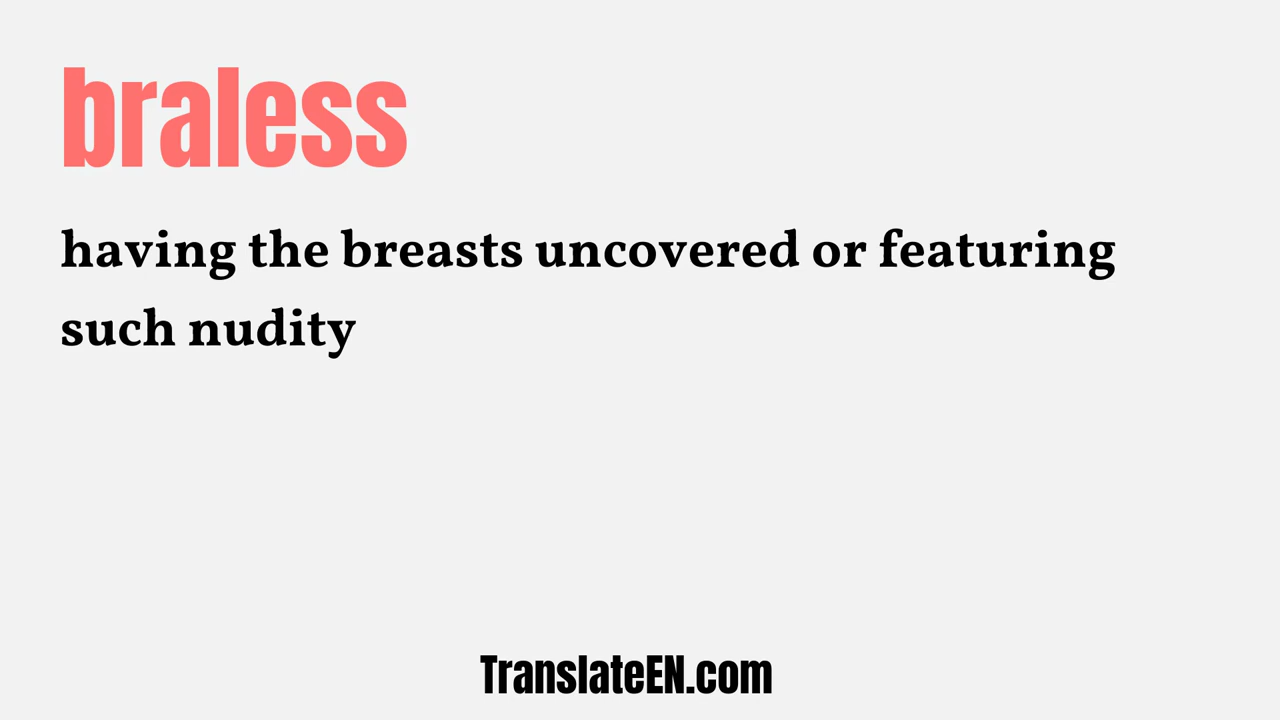 braless
having the breasts uncovered or featuring
such nudity
TranslateEN.com